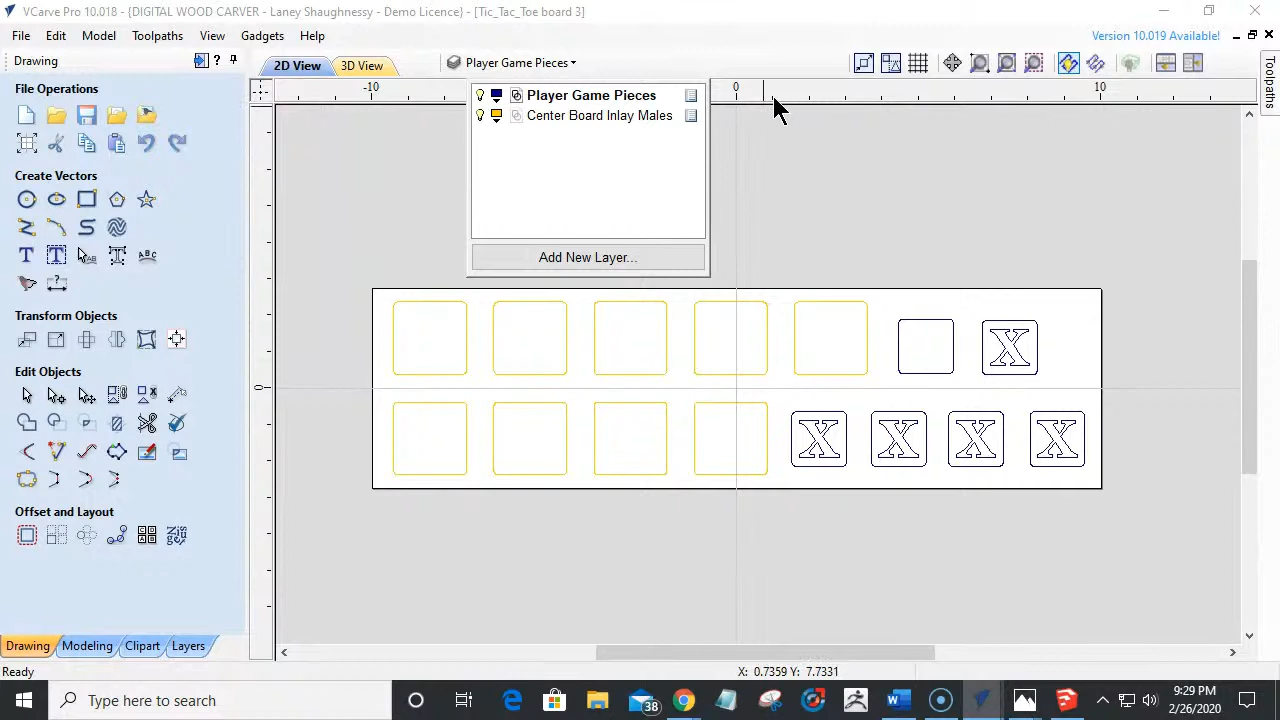 VCarve Pro 10.018 - {DIGITAL WOOD CARVER - Laney Shaughnessy - Demo Licence} - [Tic_Tac_Toe board 3]
File Edit Model Toolpaths View Gadgets Help
Version 10.019 Available!
Drawing
2D View 3D View Player Game Pieces
File Operations
-10 0 10
Player Game Pieces
Center Board Inlay Males
Create Vectors
Add New Layer...
Transform Objects
X
Edit Objects
0
X X X X
Offset and Layout
Drawing Modeling Clipart Layers
Ready
X: 0.7359 Y: 7.7331
Toolpaths
Type here to search
38
9:29 PM
2/26/2020